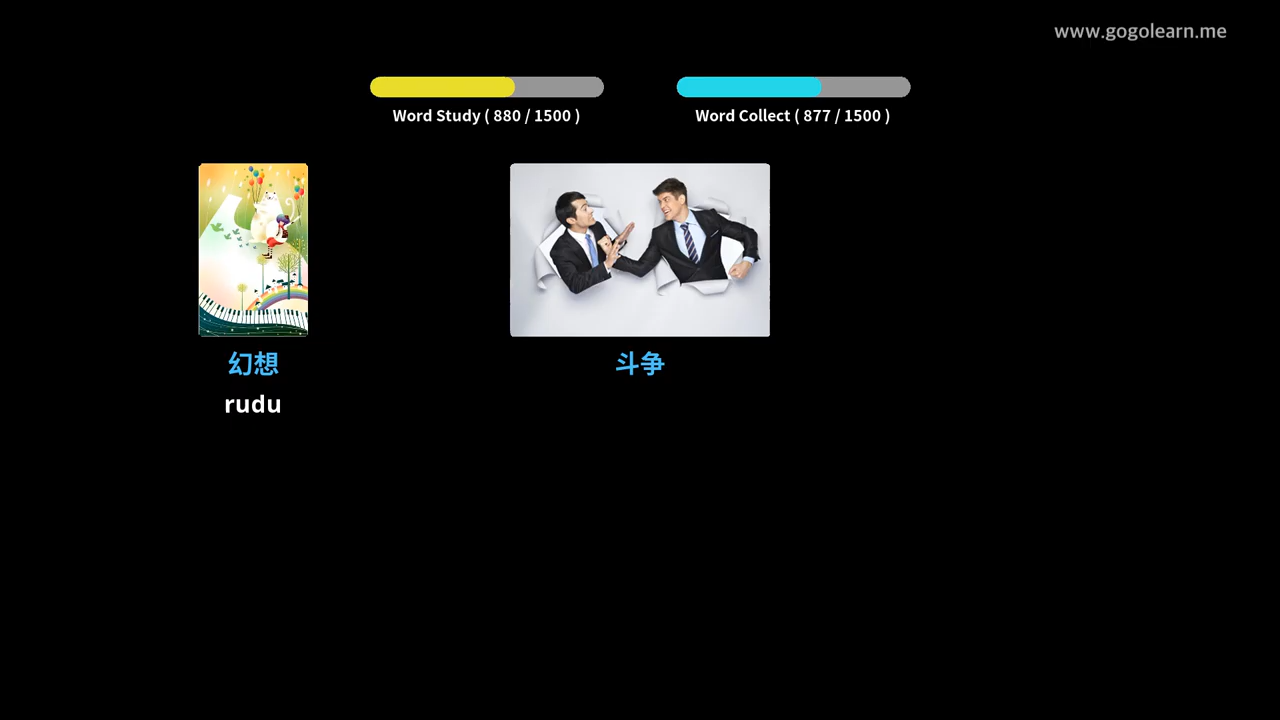 www.gogolearn.me
Word Study ( 880 / 1500 )
Word Collect ( 877 / 1500 )
幻想
斗争
rudu